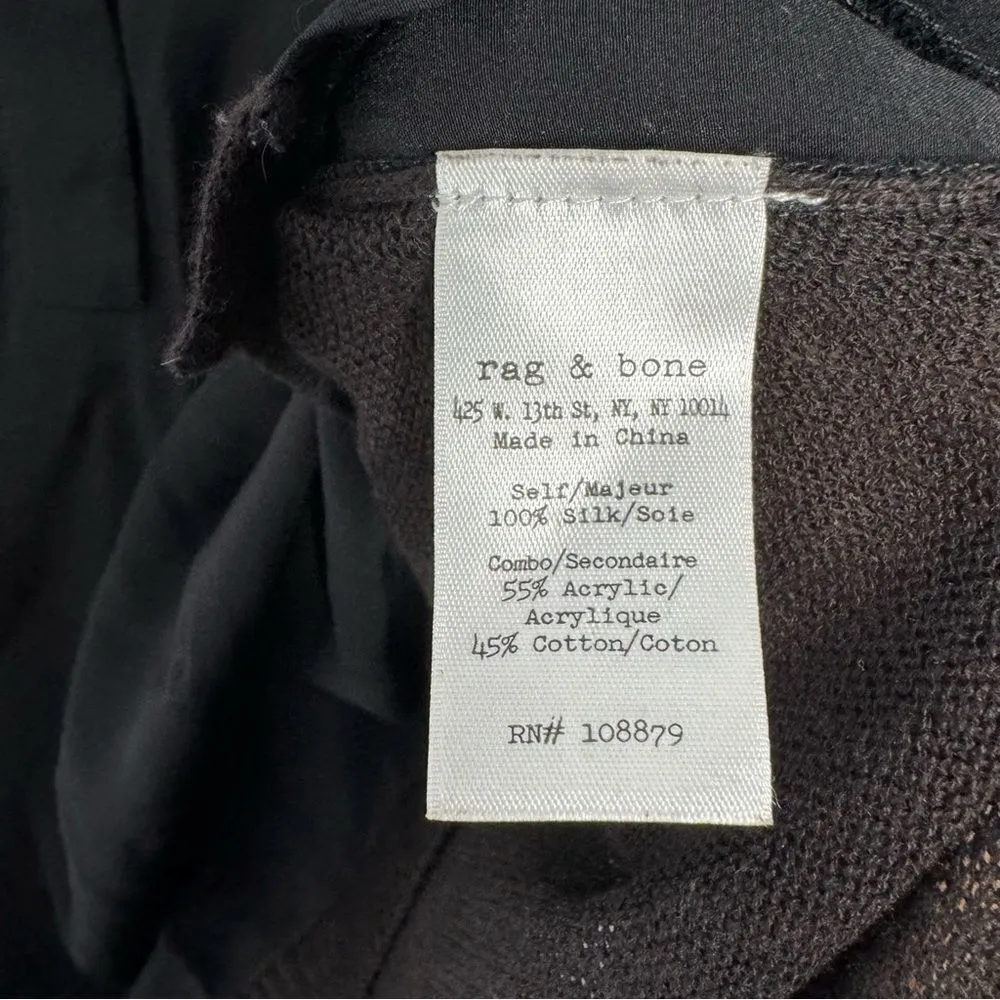 rag & bone
425 W. 13th St, NY, NY 10014
Made in China
Self/Majeur
100% Silk/Soie
Combo/Secondaire
55% Acrylic/
Acrylique
45% Cotton/Coton
RN# 108879